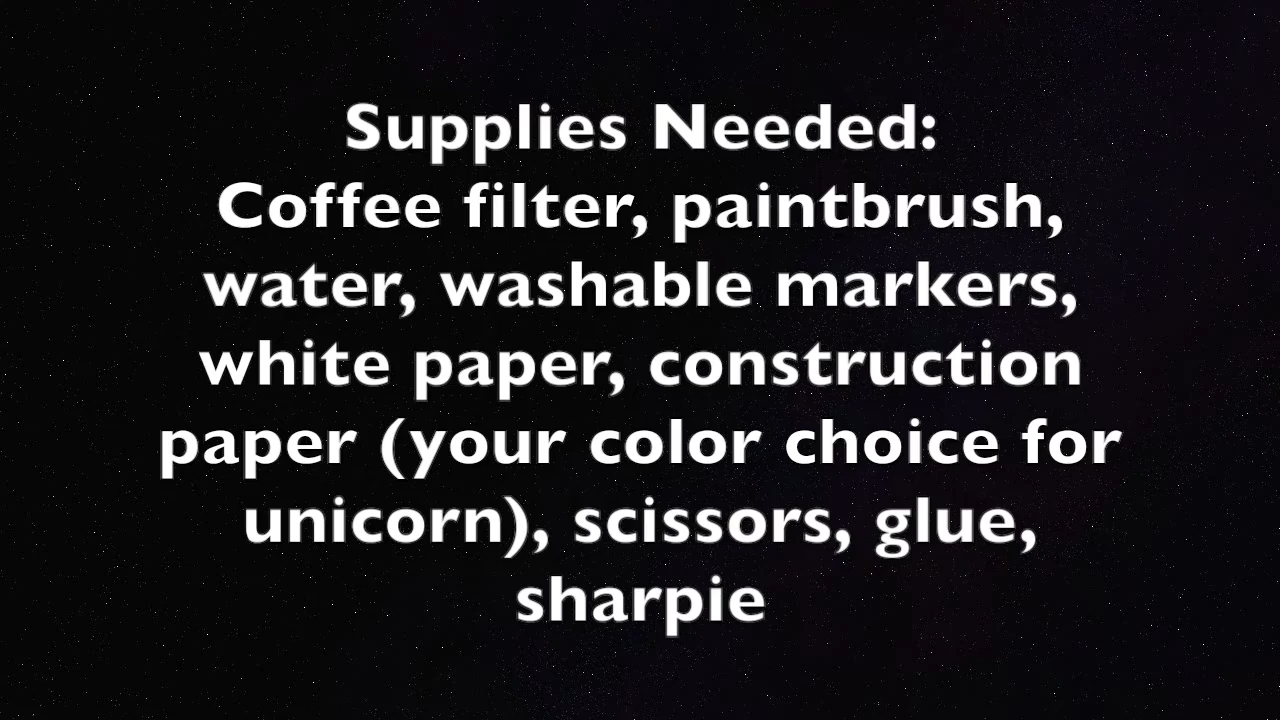 Supplies Needed:
Coffee filter, paintbrush,
water, washable markers,
white paper, construction
paper (your color choice for
unicorn), scissors, glue,
sharpie